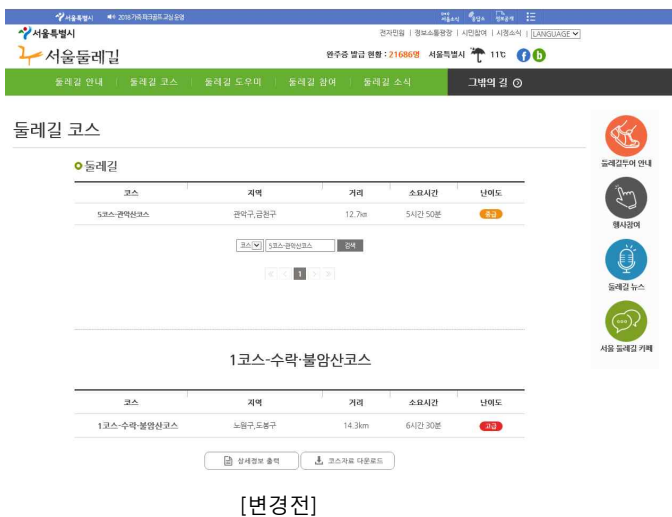 서울특별시 2018 가족 테크골프 교실 운영 서울소식 응답소 정보공개
서울특별시 전자민원 | 정보소통광장 | 시민참여 | 시정소식 | LANGUAGE
서울둘레길 완주증 발급 현황 : 21686명 서울특별시 11℃
둘레길 안내 둘레길 코스 둘레길 도우미 둘레길 참여 둘레길 소식 그밖의 길
둘레길 코스
둘레길
코스 지역 거리 소요시간 난이도
5코스-관악산코스 관악구,금천구 12.7㎞ 5시간 50분 중급
코스 5코스-관악산코스 검색
1
1코스-수락·불암산코스
코스 지역 거리 소요시간 난이도
1코스-수락·불암산코스 노원구,도봉구 14.3km 6시간 30분 고급
상세정보 출력 코스자료 다운로드
[변경전]
둘레길투어 안내
행사참여
둘레길 뉴스
서울 둘레길 카페